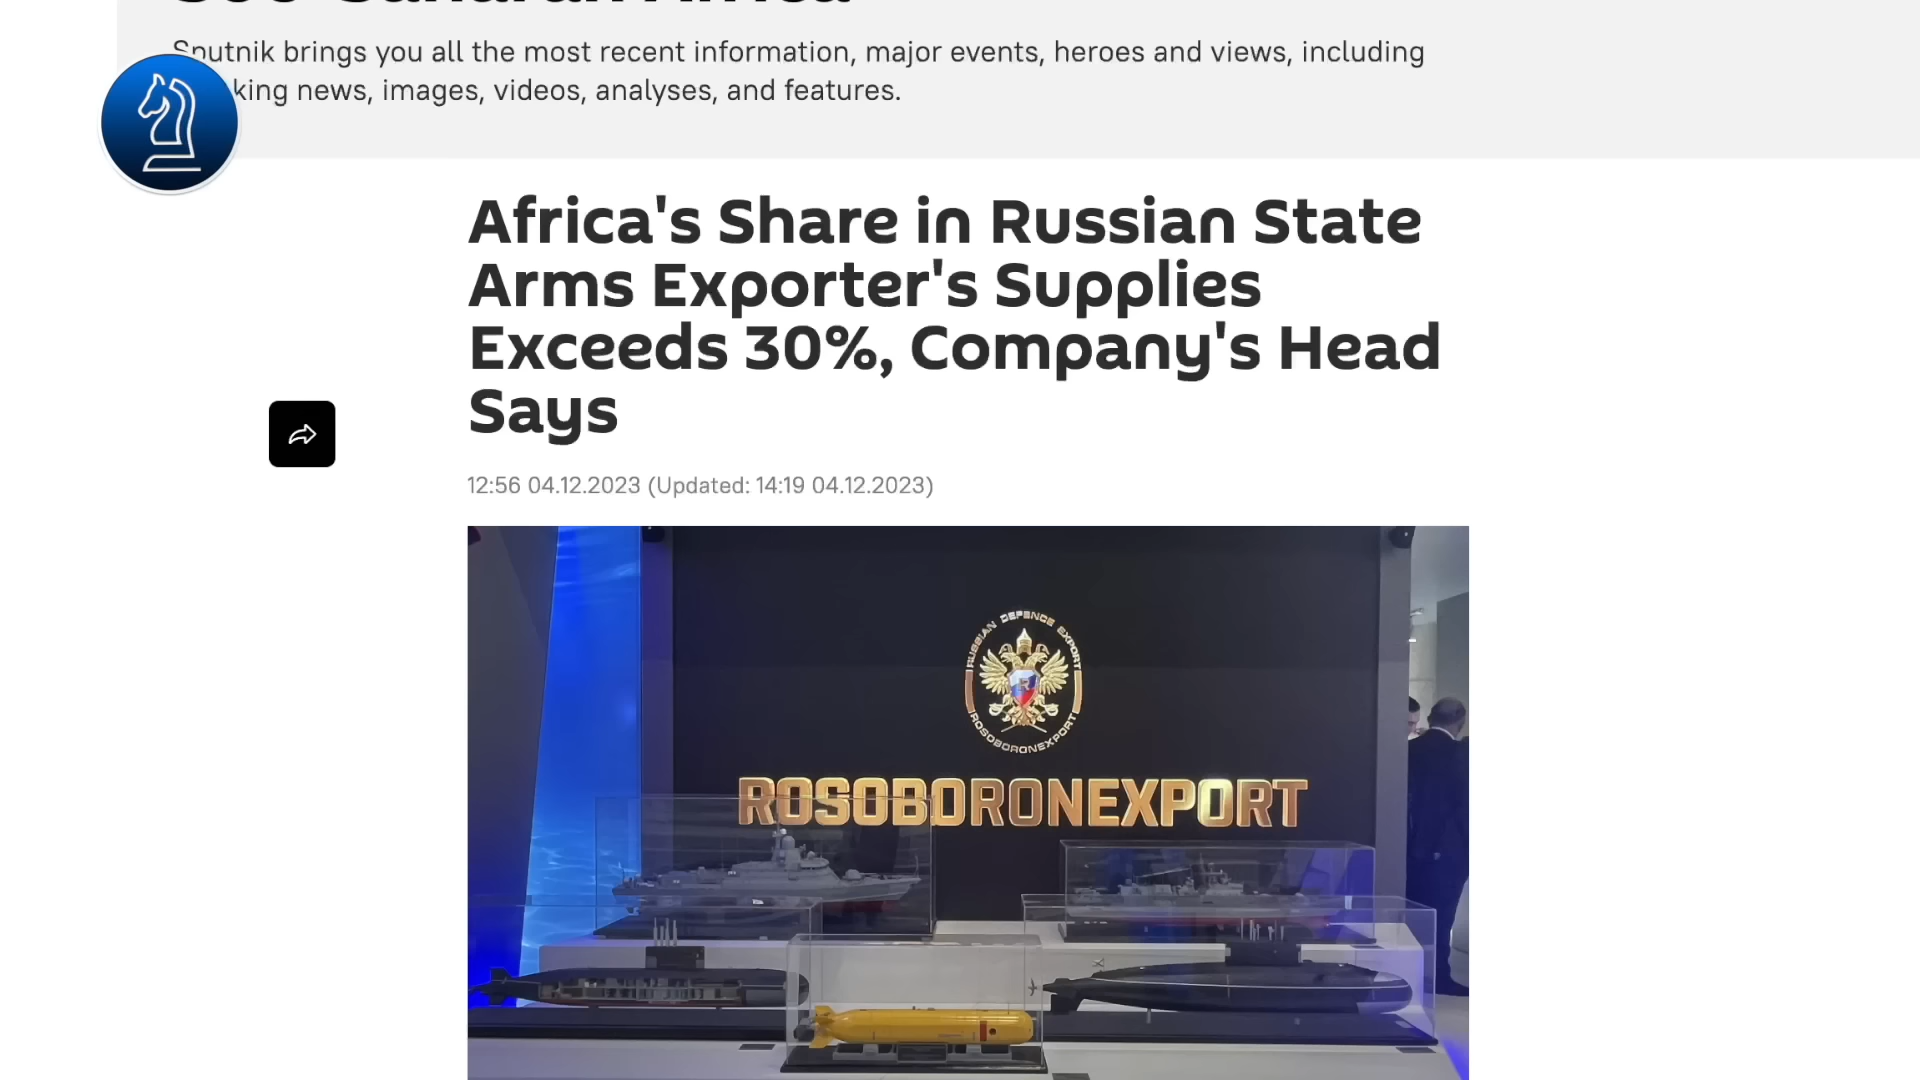 Sputnik brings you all the most recent information, major events, heroes and views, including
king news, images, videos, analyses, and features.
Africa's Share in Russian State
Arms Exporter's Supplies
Exceeds 30%, Company's Head
Says
12:56 04.12.2023 (Updated: 14:19 04.12.2023)
RUSSIAN DEFENCE EXPORT
ROSOBORONEXPORT
ROSOBORONEXPORT